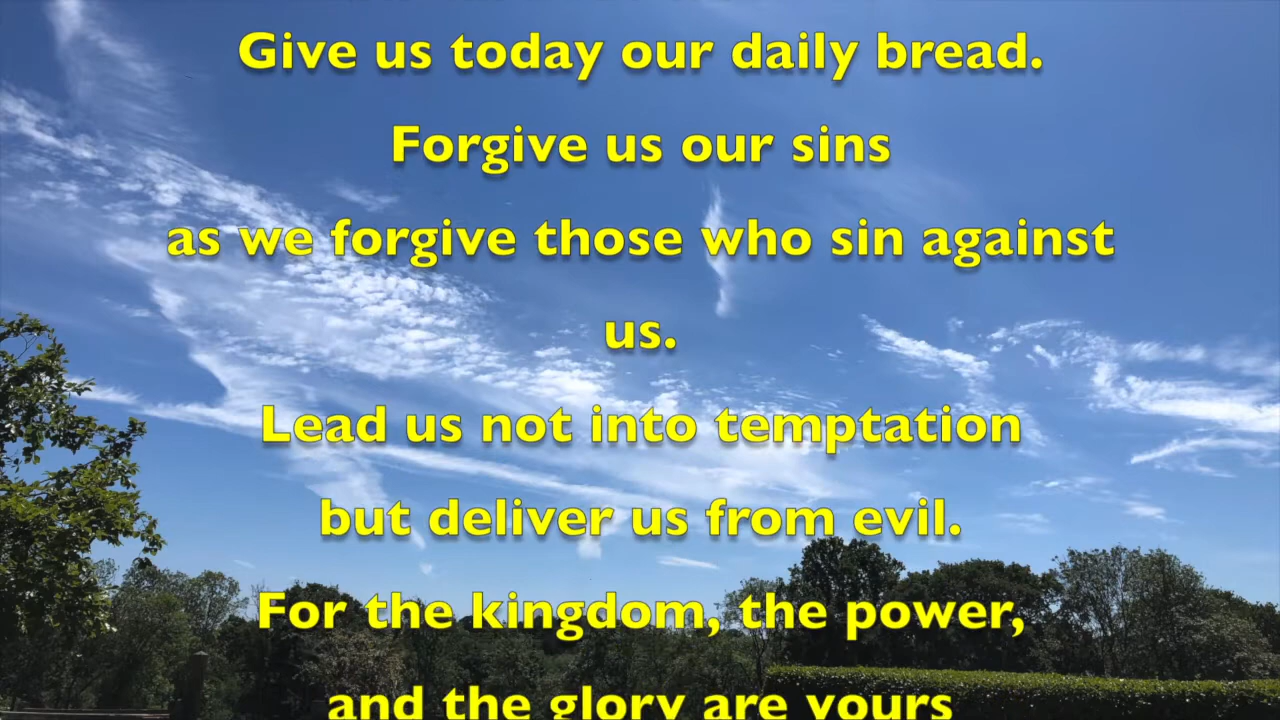 Give us today our daily bread.
Forgive us our sins
as we forgive those who sin against
us.
Lead us not into temptation
but deliver us from evil.
For the kingdom, the power,
and the glory are yours